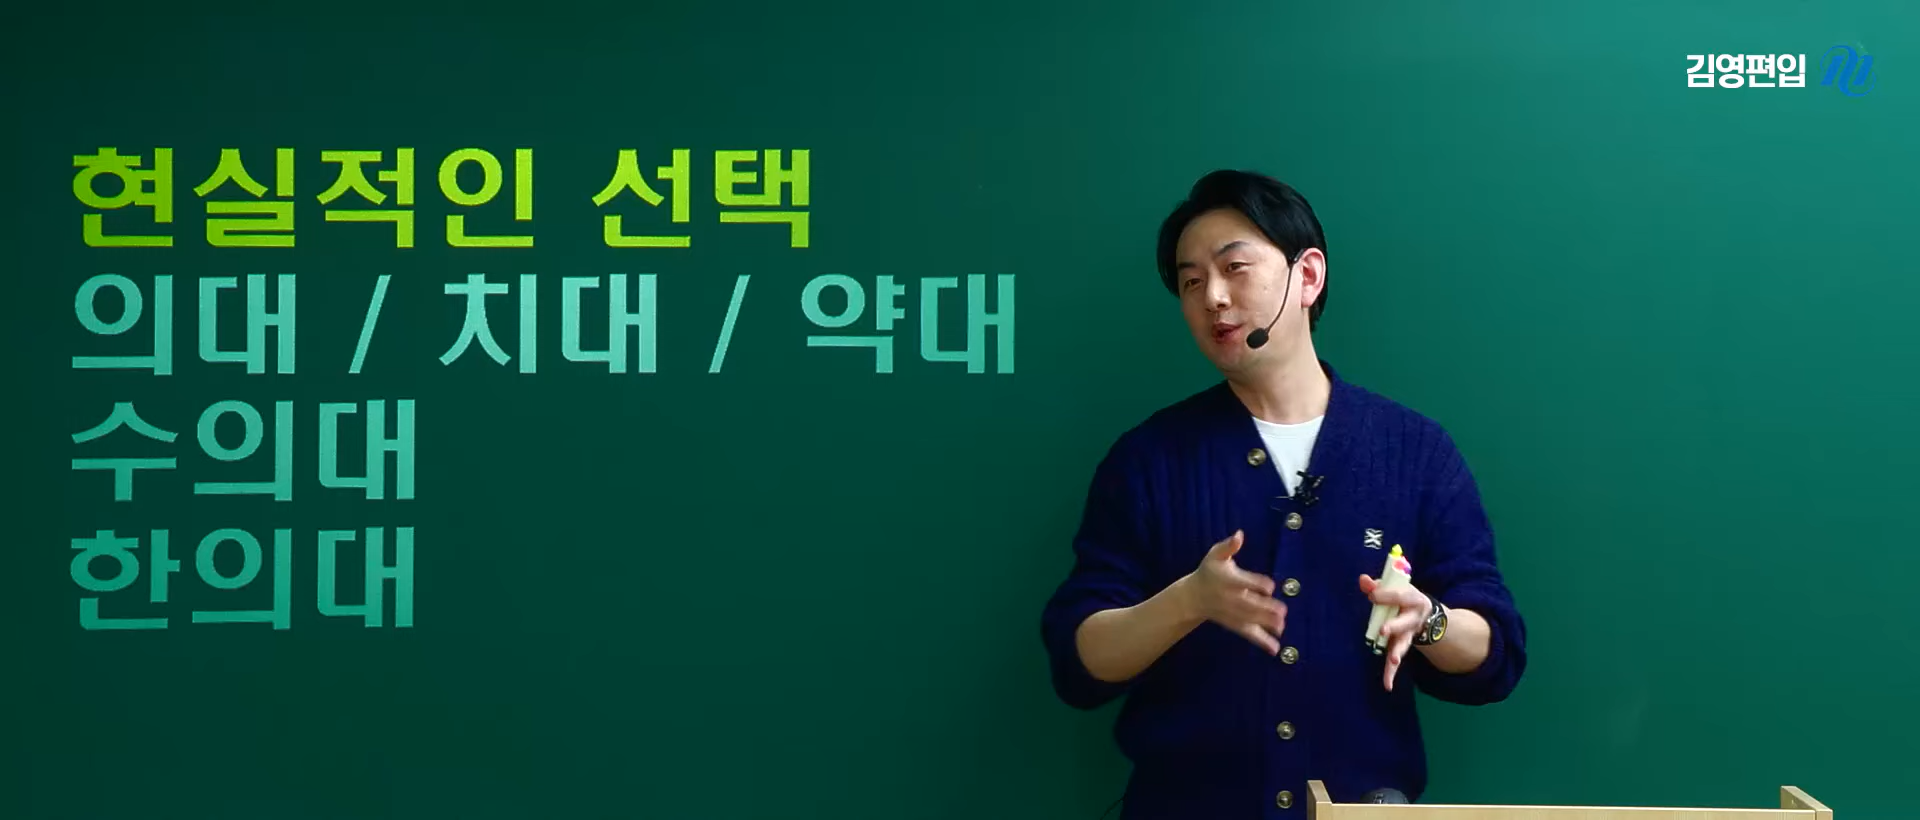 김영편입
현실적인 선택
의대 / 치대 / 약대
수의대
한의대